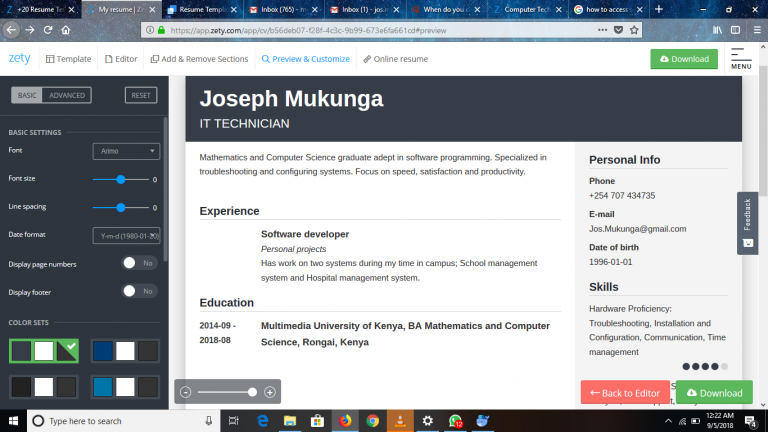 +20 Resume Te
My resume | Ze
Resume Templ
Inbox (765) - m
Inbox (1) - jos.m
When do you
Computer Tech
how to access
https://app.zety.com/app/cv/b56deb07-f28f-4c3c-9b99-673e6fa661cd#preview
zety
Template
Editor
Add & Remove Sections
Preview & Customize
Online resume
Download
MENU
BASIC
ADVANCED
RESET
BASIC SETTINGS
Font
Arimo
Font size
0
Line spacing
0
Date format
Y-m-d (1980-01-20)
Display page numbers
No
Display footer
No
COLOR SETS
Joseph Mukunga
IT TECHNICIAN
Mathematics and Computer Science graduate adept in software programming. Specialized in
troubleshooting and configuring systems. Focus on speed, satisfaction and productivity.
Experience
Software developer
Personal projects
Has work on two systems during my time in campus; School management
system and Hospital management system.
Education
2014-09 -
2018-08
Multimedia University of Kenya, BA Mathematics and Computer
Science, Rongai, Kenya
Personal Info
Phone
+254 707 434735
E-mail
Jos.Mukunga@gmail.com
Date of birth
1996-01-01
Skills
Hardware Proficiency:
Troubleshooting, Installation and
Configuration, Communication, Time
management
Feedback
Back to Editor
Download
Type here to search
12
12:22 AM
9/5/2018
4